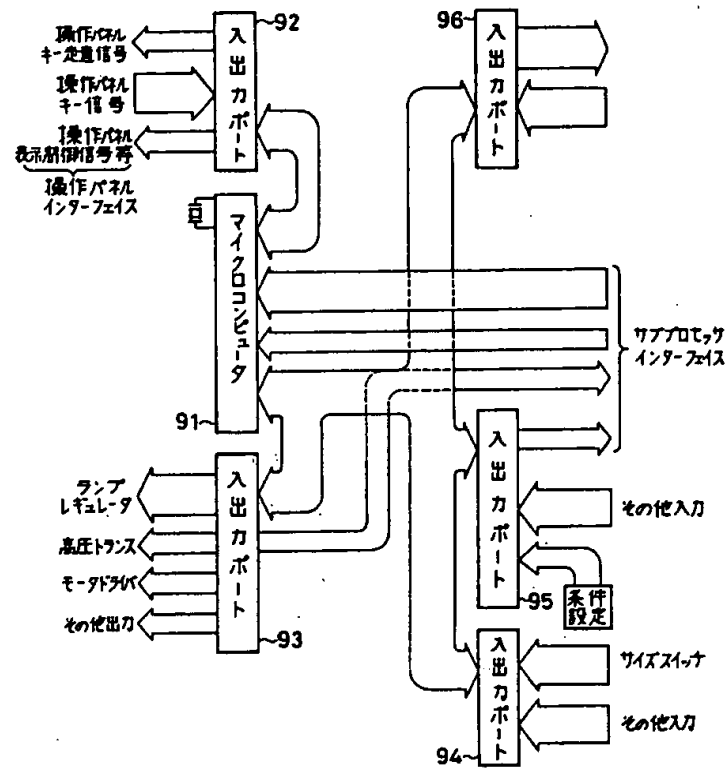 操作パネル
キー走査信号
操作パネル
キー信号
操作パネル
表示制御信号等
操作パネル
インターフェイス
92
入出力ポート
96
入出力ポート
マイクロコンピュータ
91
サブプロセッサ
インターフェイス
ランプ
レギュレータ
高圧トランス
モータドライバ
その他出力
入出力ポート
93
入出力ポート
95
その他入力
条件
設定
入出力ポート
94
サイズスイッチ
その他入力